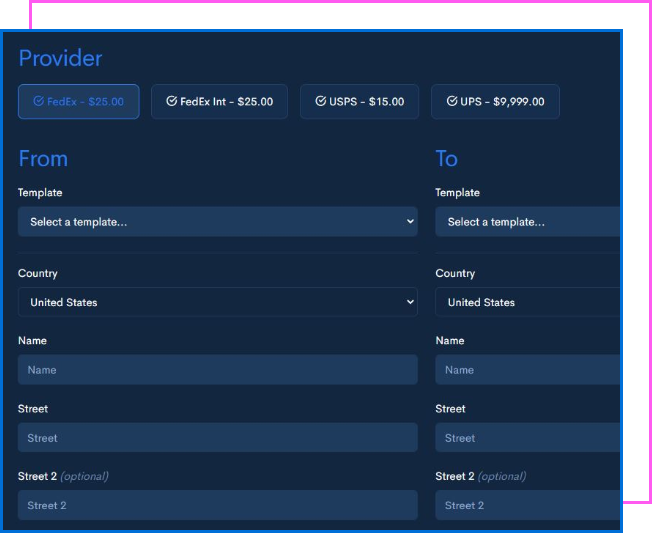 Provider
FedEx - $25.00 FedEx Int - $25.00 USPS - $15.00 UPS - $9,999.00
From To
Template Template
Select a template... Select a template...
Country Country
United States United States
Name Name
Name Name
Street Street
Street Street
Street 2 (optional) Street 2 (optional)
Street 2 Street 2